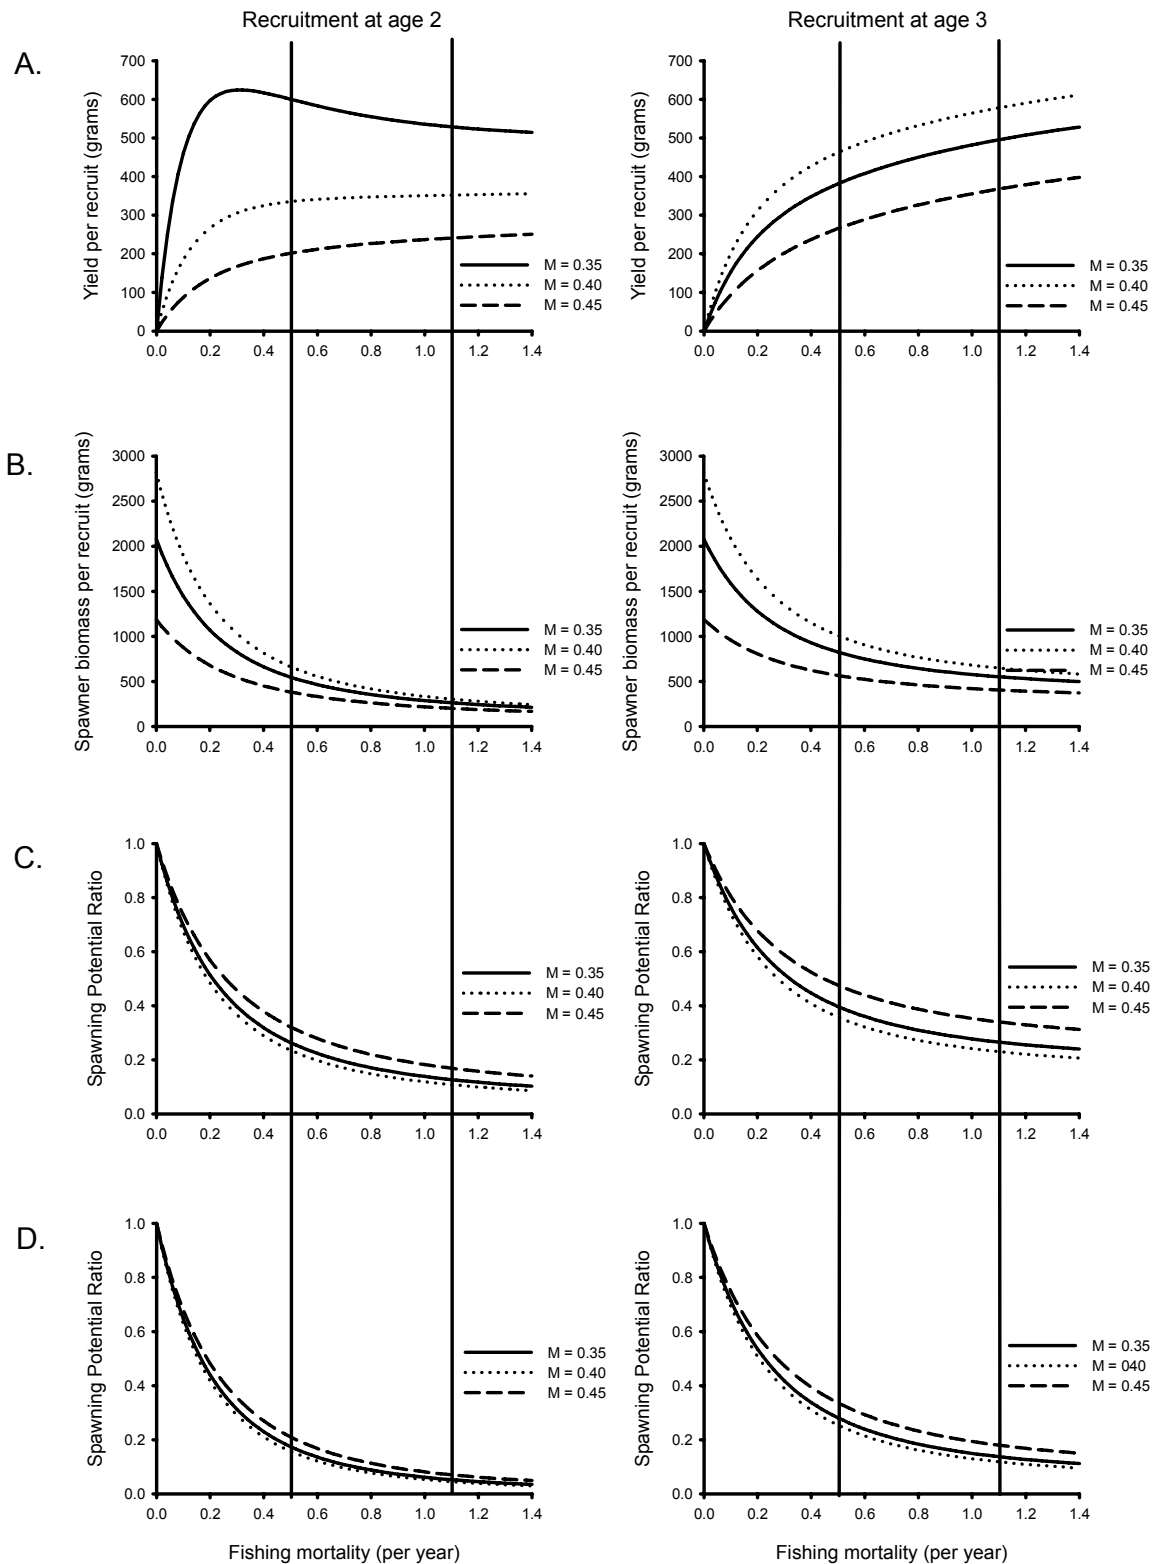 Recruitment at age 2
Recruitment at age 3
A.
Yield per recruit (grams)
700
600
500
400
300
200
100
0
0.0 0.2 0.4 0.6 0.8 1.0 1.2 1.4
M = 0.35
M = 0.40
M = 0.45
Yield per recruit (grams)
700
600
500
400
300
200
100
0
0.0 0.2 0.4 0.6 0.8 1.0 1.2 1.4
M = 0.35
M = 0.40
M = 0.45
B.
Spawner biomass per recruit (grams)
3000
2500
2000
1500
1000
500
0
0.0 0.2 0.4 0.6 0.8 1.0 1.2 1.4
M = 0.35
M = 0.40
M = 0.45
Spawner biomass per recruit (grams)
3000
2500
2000
1500
1000
500
0
0.0 0.2 0.4 0.6 0.8 1.0 1.2 1.4
M = 0.35
M = 0.40
M = 0.45
C.
Spawning Potential Ratio
1.0
0.8
0.6
0.4
0.2
0.0
0.0 0.2 0.4 0.6 0.8 1.0 1.2 1.4
M = 0.35
M = 0.40
M = 0.45
Spawning Potential Ratio
1.0
0.8
0.6
0.4
0.2
0.0
0.0 0.2 0.4 0.6 0.8 1.0 1.2 1.4
M = 0.35
M = 0.40
M = 0.45
D.
Spawning Potential Ratio
1.0
0.8
0.6
0.4
0.2
0.0
0.0 0.2 0.4 0.6 0.8 1.0 1.2 1.4
M = 0.35
M = 0.40
M = 0.45
Fishing mortality (per year)
Spawning Potential Ratio
1.0
0.8
0.6
0.4
0.2
0.0
0.0 0.2 0.4 0.6 0.8 1.0 1.2 1.4
M = 0.35
M = 040
M = 0.45
Fishing mortality (per year)